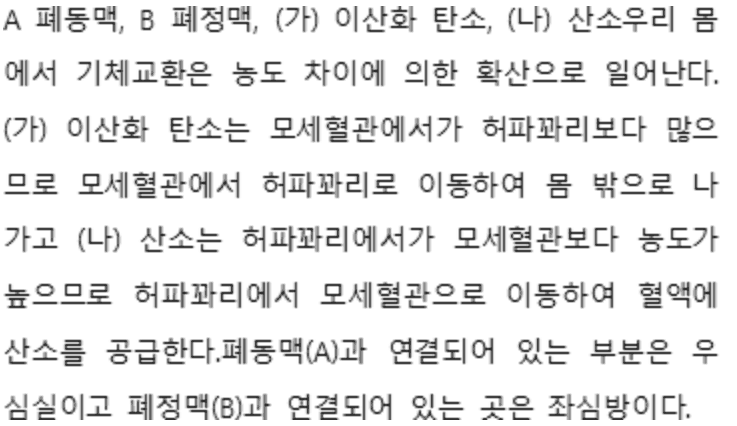 A 폐동맥, B 폐정맥, (가) 이산화 탄소, (나) 산소우리 몸
에서 기체교환은 농도 차이에 의한 확산으로 일어난다.
(가) 이산화 탄소는 모세혈관에서가 허파꽈리보다 많으
므로 모세혈관에서 허파꽈리로 이동하여 몸 밖으로 나
가고 (나) 산소는 허파꽈리에서가 모세혈관보다 농도가
높으므로 허파꽈리에서 모세혈관으로 이동하여 혈액에
산소를 공급한다.폐동맥(A)과 연결되어 있는 부분은 우
심실이고 폐정맥(B)과 연결되어 있는 곳은 좌심방이다.